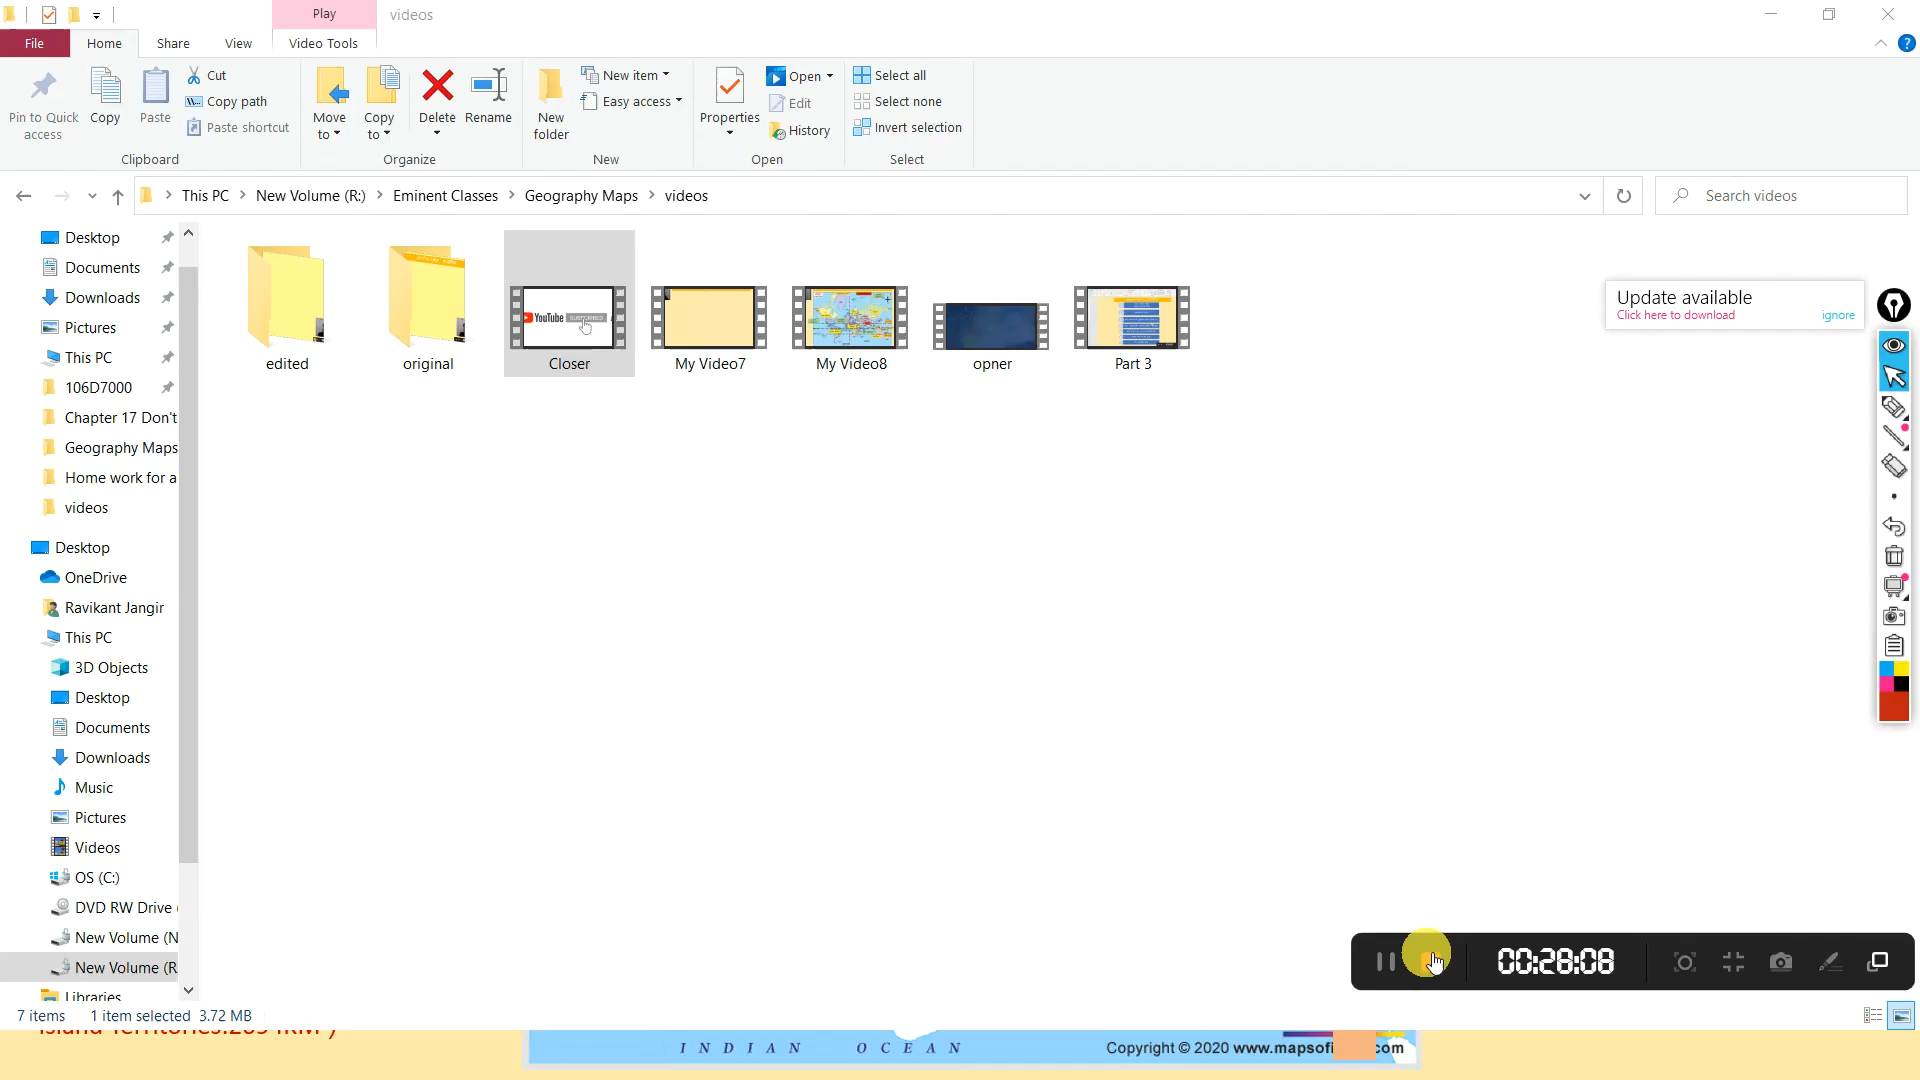 Play
videos
File
Home
Share
View
Video Tools
Pin to Quick access
Copy
Paste
Cut
Copy path
Paste shortcut
Move to
Copy to
Delete
Rename
New folder
New item
Easy access
Properties
Open
Edit
History
Select all
Select none
Invert selection
Clipboard
Organize
New
Open
Select
This PC > New Volume (R:) > Eminent Classes > Geography Maps > videos
Search videos
Desktop
Documents
Downloads
Pictures
This PC
106D7000
Chapter 17 Don't
Geography Maps
Home work for a
videos
Desktop
OneDrive
Ravikant Jangir
This PC
3D Objects
Desktop
Documents
Downloads
Music
Pictures
Videos
OS (C:)
DVD RW Drive
New Volume (N
New Volume (R
Libraries
YouTube SUBSCRIBED
edited
original
Closer
My Video7
My Video8
opner
Part 3
Update available
Click here to download
ignore
00:28:08
7 items
1 item selected 3.72 MB
INDIAN OCEAN
Copyright © 2020 www.mapsofi
com